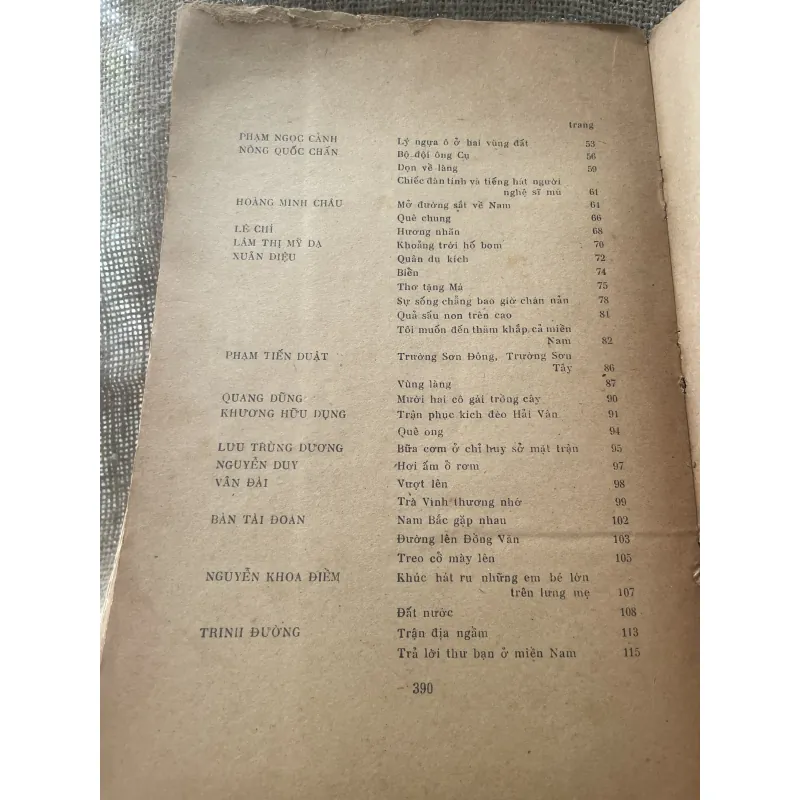 trang
PHẠM NGỌC CẢNH Lý ngựa ô ở hai vùng đất 53
NÔNG QUỐC CHẤN Bộ đội ông Cụ 56
Dọn về làng 59
Chiếc đàn tính và tiếng hát người
nghệ sĩ mù 61
HOÀNG MINH CHÂU Mở đường sắt về Nam 64
Quê chung 66
LÊ CHÍ Hương nhãn 68
LÂM THỊ MỸ DẠ Khoảng trời hố bom 70
XUÂN DIỆU Quân du kích 72
Biển 74
Thơ tặng Má 75
Sự sống chẳng bao giờ chán nản 78
Quả sấu non trên cao 81
Tôi muốn đến thăm khắp cả miền
Nam 82
PHẠM TIẾN DUẬT Trường Sơn Đông, Trường Sơn
Tây 86
Vùng làng 87
QUANG DŨNG Mười hai cô gái trồng cây 90
KHƯƠNG HỮU DỤNG Trận phục kích đèo Hải Vân 91
Quê ong 94
LƯU TRÙNG DƯƠNG Bữa cơm ở chỉ huy sở mặt trận 95
NGUYỄN DUY Hơi ấm ổ rơm 97
VÂN ĐÀI Vượt lên 98
Trà Vinh thương nhớ 99
BÀN TÀI ĐOÀN Nam Bắc gặp nhau 102
Đường lên Đồng Văn 103
Treo cổ mày lên 105
NGUYỄN KHOA ĐIỀM Khúc hát ru những em bé lớn
trên lưng mẹ 107
Đất nước 108
TRINH ĐƯỜNG Trận địa ngầm 113
Trả lời thư bạn ở miền Nam 115
– 390